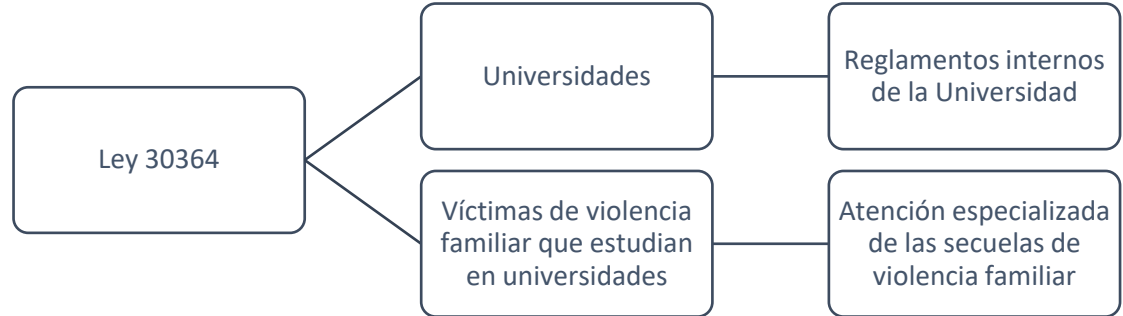 Ley 30364
Universidades
Reglamentos internos
de la Universidad
Víctimas de violencia
familiar que estudian
en universidades
Atención especializada
de las secuelas de
violencia familiar